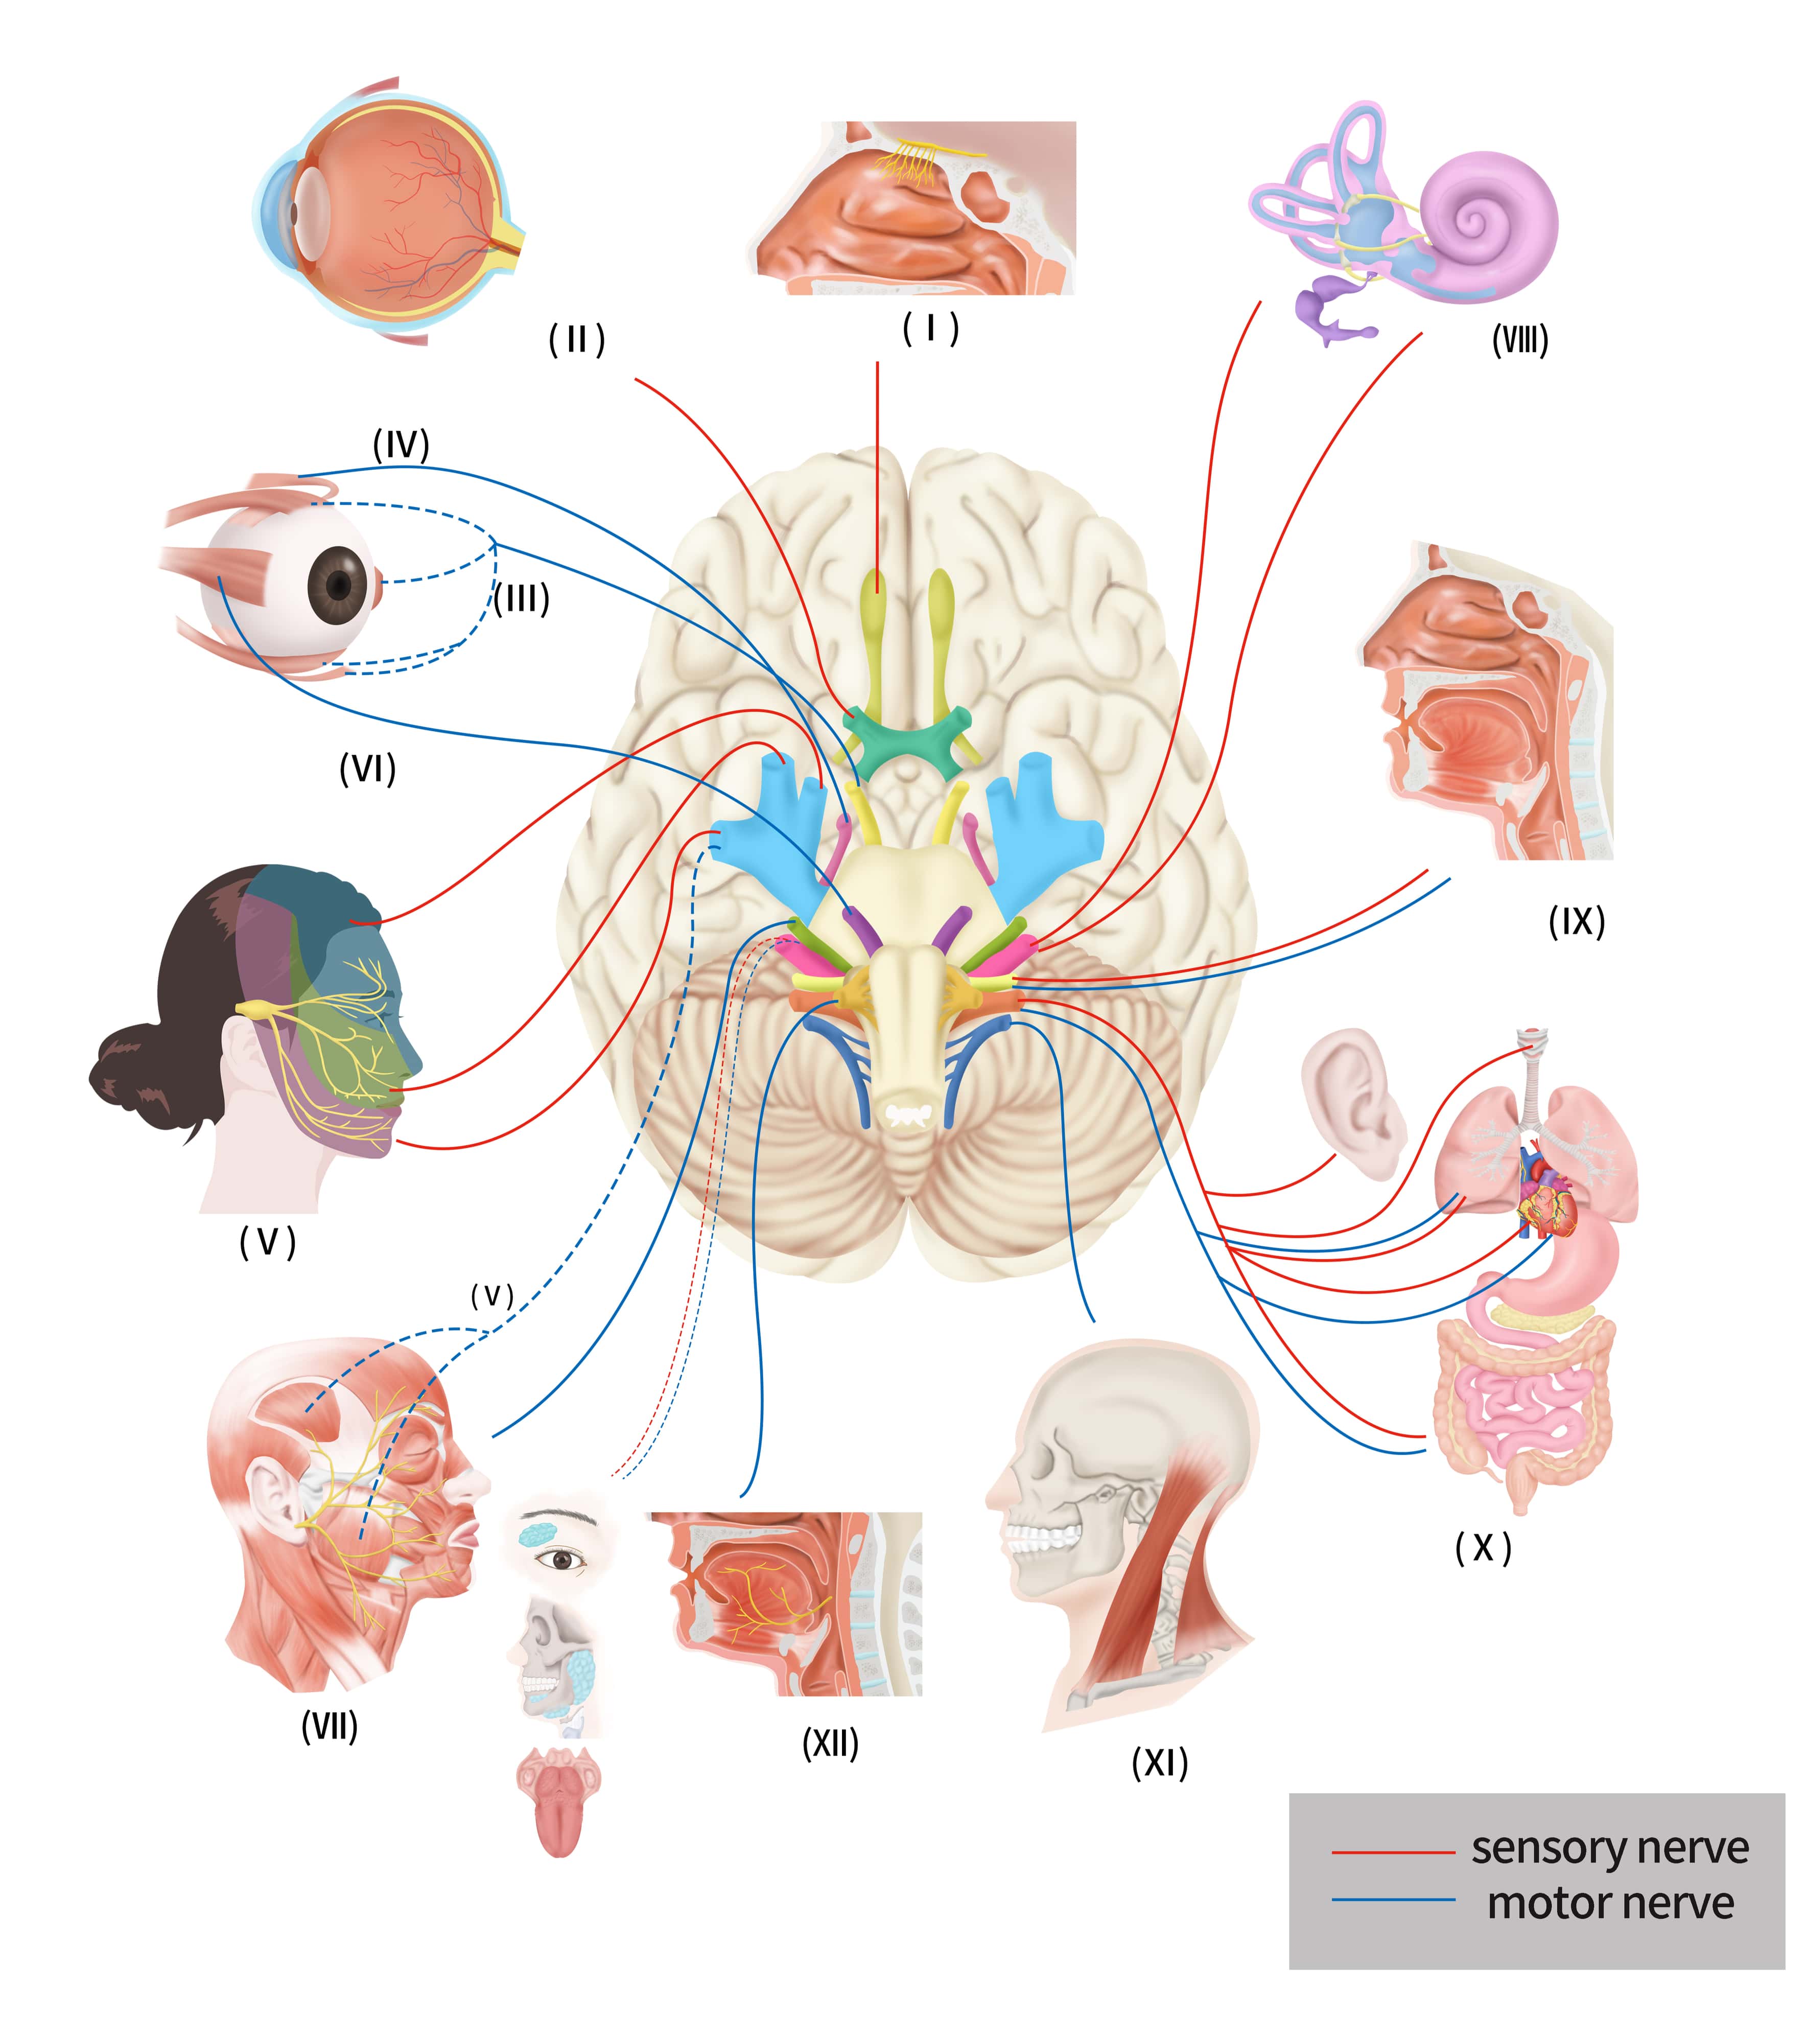 (II)
( I )
(VIII)
(IV)
(III)
(VI)
(IX)
( V )
( V )
(VII)
(XII)
(XI)
( X )
sensory nerve
motor nerve